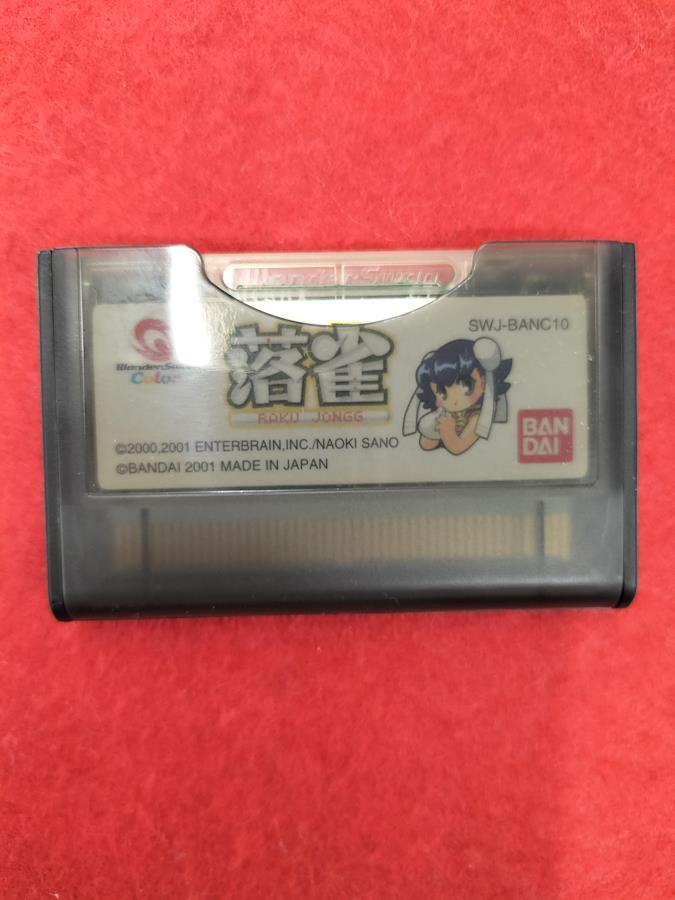 WonderSwan
SWJ-BANC10
WonderSwan
Color
落雀
RAKU JONGG
©2000,2001 ENTERBRAIN,INC./NAOKI SANO
©BANDAI 2001 MADE IN JAPAN
BAN
DAI